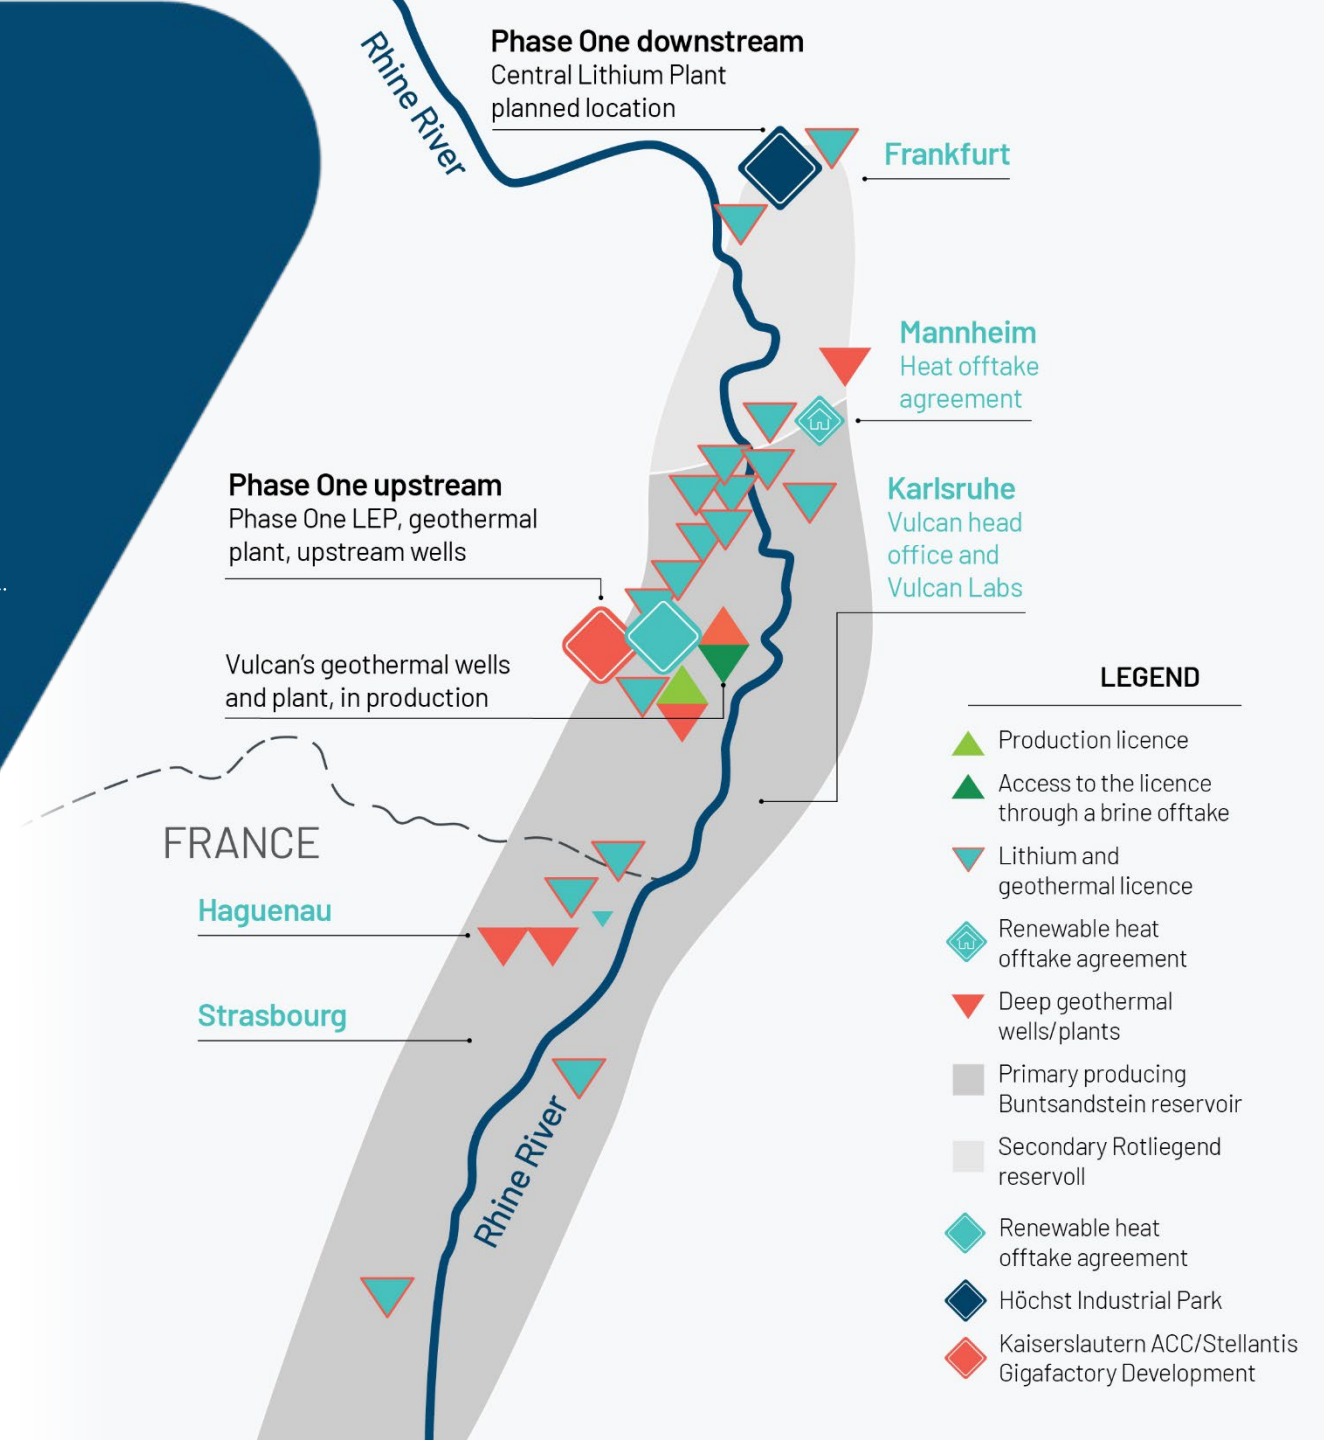 Rhine River
Phase One downstream
Central Lithium Plant
planned location
Frankfurt
Mannheim
Heat offtake
agreement
Phase One upstream
Phase One LEP, geothermal
plant, upstream wells
Karlsruhe
Vulcan head
office and
Vulcan Labs
..
Vulcan's geothermal wells
and plant, in production
FRANCE
Haguenau
Strasbourg
Rhine River
LEGEND
Production licence
Access to the licence
through a brine offtake
Lithium and
geothermal licence
Renewable heat
offtake agreement
Deep geothermal
wells/plants
Primary producing
Buntsandstein reservoir
Secondary Rotliegend
reservoll
Renewable heat
offtake agreement
Höchst Industrial Park
Kaiserslautern ACC/Stellantis
Gigafactory Development